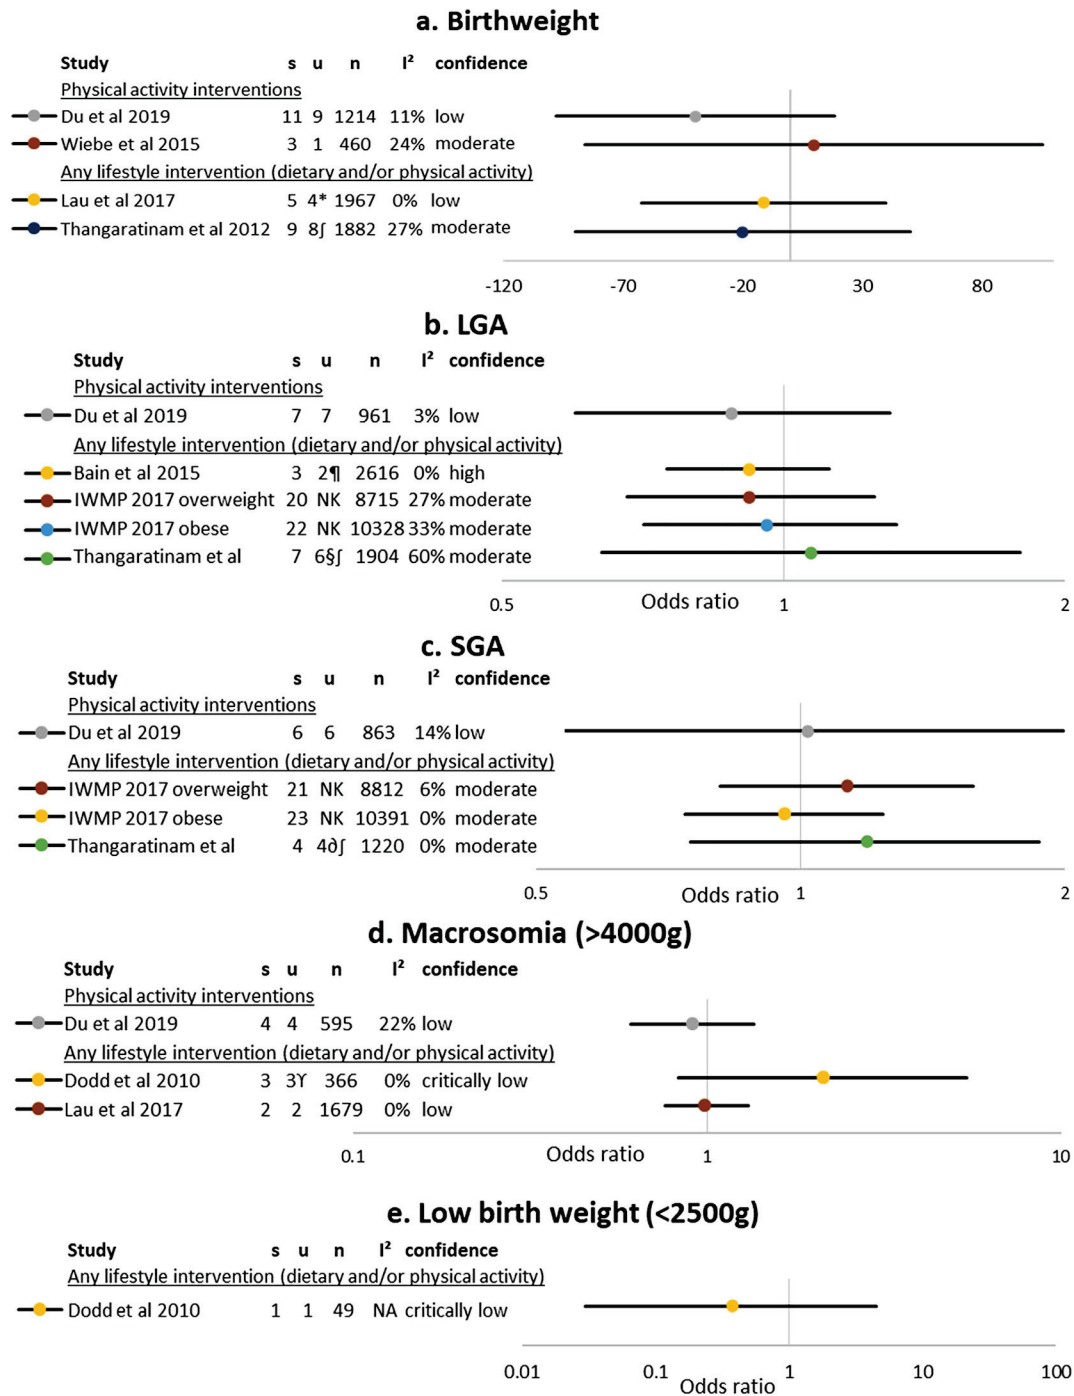 a. Birthweight
Study s u n I² confidence
Physical activity interventions
Du et al 2019 11 9 1214 11% low
Wiebe et al 2015 3 1 460 24% moderate
Any lifestyle intervention (dietary and/or physical activity)
Lau et al 2017 5 4* 1967 0% low
Thangaratinam et al 2012 9 8ʃ 1882 27% moderate
-120 -70 -20 30 80
b. LGA
Study s u n I² confidence
Physical activity interventions
Du et al 2019 7 7 961 3% low
Any lifestyle intervention (dietary and/or physical activity)
Bain et al 2015 3 2¶ 2616 0% high
IWMP 2017 overweight 20 NK 8715 27% moderate
IWMP 2017 obese 22 NK 10328 33% moderate
Thangaratinam et al 7 6§ʃ 1904 60% moderate
0.5 Odds ratio 1 2
c. SGA
Study s u n I² confidence
Physical activity interventions
Du et al 2019 6 6 863 14% low
Any lifestyle intervention (dietary and/or physical activity)
IWMP 2017 overweight 21 NK 8812 6% moderate
IWMP 2017 obese 23 NK 10391 0% moderate
Thangaratinam et al 4 4∂ʃ 1220 0% moderate
0.5 Odds ratio 1 2
d. Macrosomia (>4000g)
Study s u n I² confidence
Physical activity interventions
Du et al 2019 4 4 595 22% low
Any lifestyle intervention (dietary and/or physical activity)
Dodd et al 2010 3 3ϒ 366 0% critically low
Lau et al 2017 2 2 1679 0% low
0.1 Odds ratio 1 10
e. Low birth weight (<2500g)
Study s u n I² confidence
Any lifestyle intervention (dietary and/or physical activity)
Dodd et al 2010 1 1 49 NA critically low
0.01 0.1 1 10 100
Odds ratio